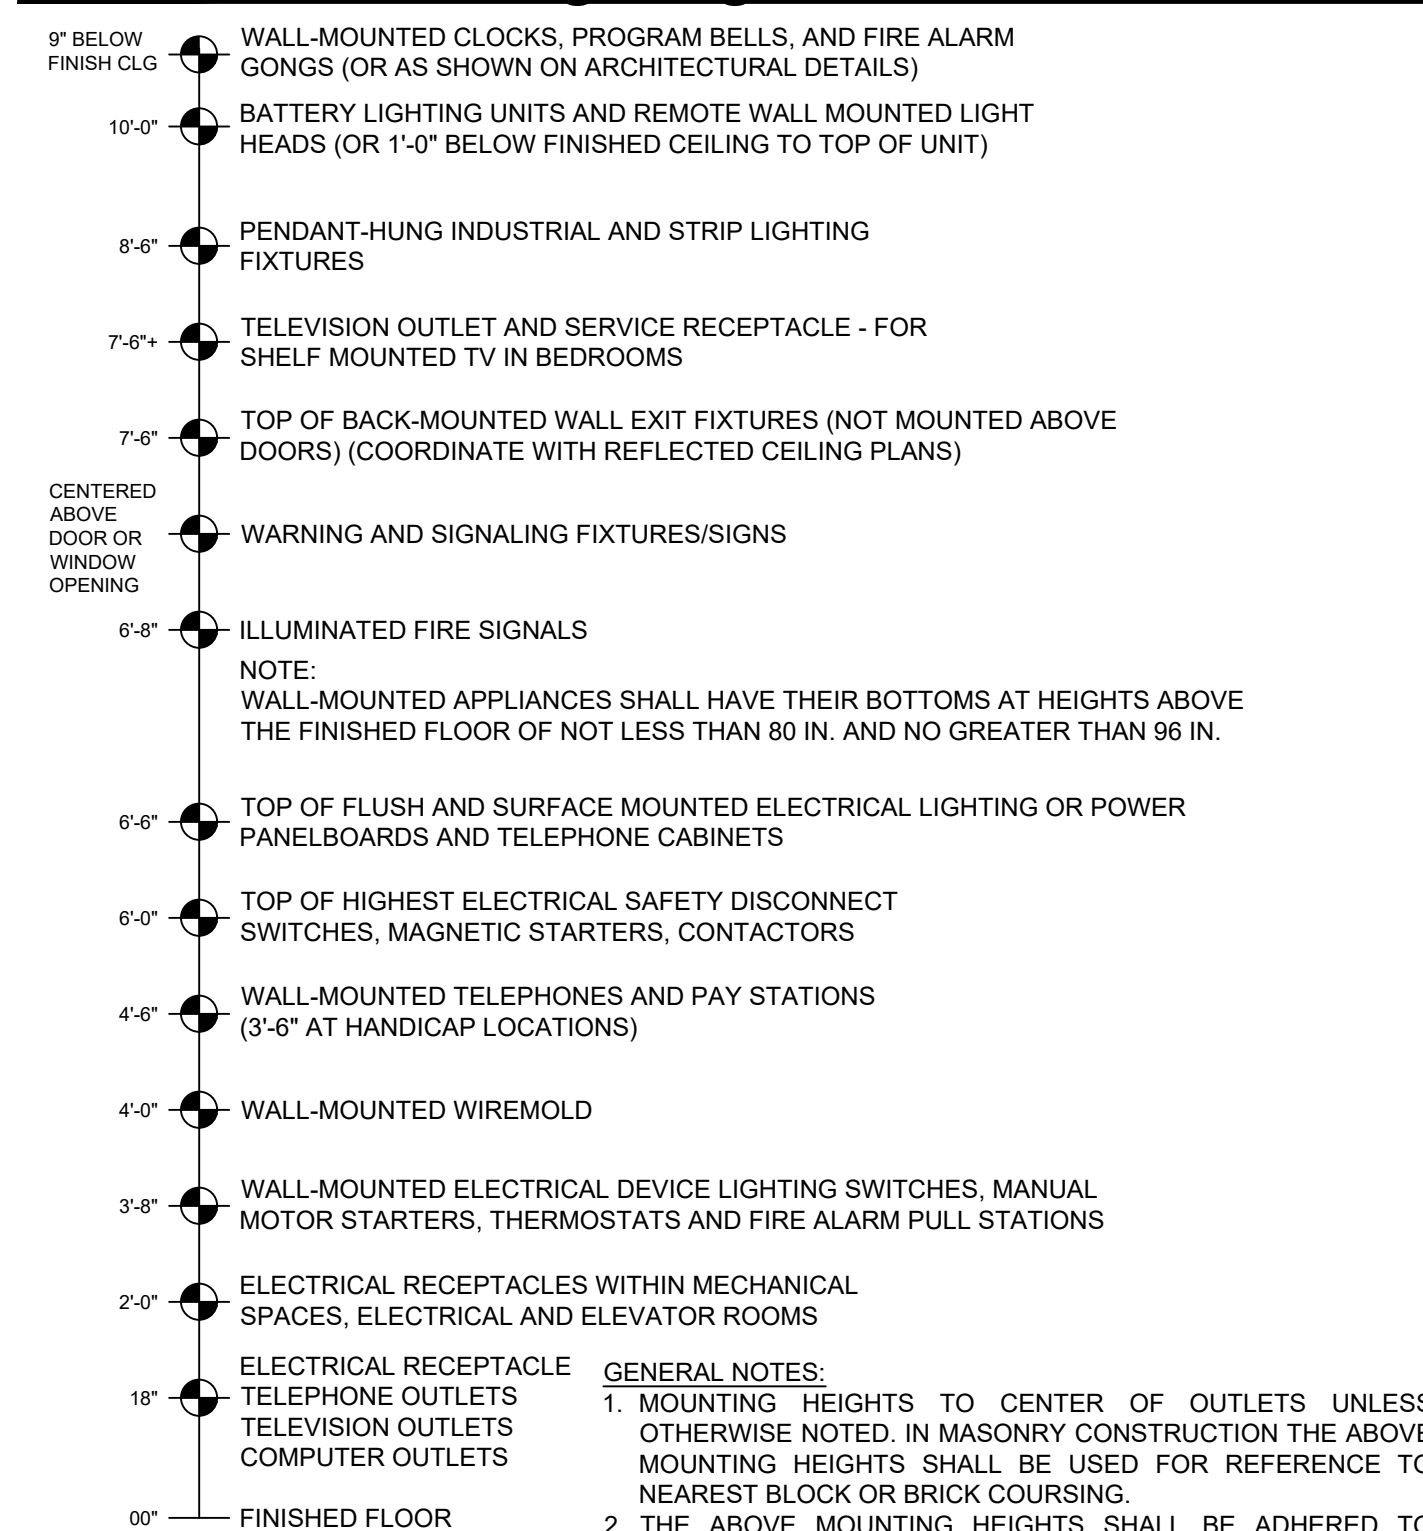 9" BELOW
FINISH CLG
WALL-MOUNTED CLOCKS, PROGRAM BELLS, AND FIRE ALARM
GONGS (OR AS SHOWN ON ARCHITECTURAL DETAILS)
10'-0"
BATTERY LIGHTING UNITS AND REMOTE WALL MOUNTED LIGHT
HEADS (OR 1'-0" BELOW FINISHED CEILING TO TOP OF UNIT)
8'-6"
PENDANT-HUNG INDUSTRIAL AND STRIP LIGHTING
FIXTURES
7'-6"+
TELEVISION OUTLET AND SERVICE RECEPTACLE - FOR
SHELF MOUNTED TV IN BEDROOMS
7'-6"
TOP OF BACK-MOUNTED WALL EXIT FIXTURES (NOT MOUNTED ABOVE
DOORS) (COORDINATE WITH REFLECTED CEILING PLANS)
CENTERED
ABOVE
DOOR OR
WINDOW
OPENING
WARNING AND SIGNALING FIXTURES/SIGNS
6'-8"
ILLUMINATED FIRE SIGNALS
NOTE:
WALL-MOUNTED APPLIANCES SHALL HAVE THEIR BOTTOMS AT HEIGHTS ABOVE
THE FINISHED FLOOR OF NOT LESS THAN 80 IN. AND NO GREATER THAN 96 IN.
6'-6"
TOP OF FLUSH AND SURFACE MOUNTED ELECTRICAL LIGHTING OR POWER
PANELBOARDS AND TELEPHONE CABINETS
6'-0"
TOP OF HIGHEST ELECTRICAL SAFETY DISCONNECT
SWITCHES, MAGNETIC STARTERS, CONTACTORS
4'-6"
WALL-MOUNTED TELEPHONES AND PAY STATIONS
(3'-6" AT HANDICAP LOCATIONS)
4'-0"
WALL-MOUNTED WIREMOLD
3'-8"
WALL-MOUNTED ELECTRICAL DEVICE LIGHTING SWITCHES, MANUAL
MOTOR STARTERS, THERMOSTATS AND FIRE ALARM PULL STATIONS
2'-0"
ELECTRICAL RECEPTACLES WITHIN MECHANICAL
SPACES, ELECTRICAL AND ELEVATOR ROOMS
18"
ELECTRICAL RECEPTACLE
TELEPHONE OUTLETS
TELEVISION OUTLETS
COMPUTER OUTLETS
00"
FINISHED FLOOR
GENERAL NOTES:
1. MOUNTING HEIGHTS TO CENTER OF OUTLETS UNLESS
OTHERWISE NOTED. IN MASONRY CONSTRUCTION THE ABOVE
MOUNTING HEIGHTS SHALL BE USED FOR REFERENCE TO
NEAREST BLOCK OR BRICK COURSING.
2. THE ABOVE MOUNTING HEIGHTS SHALL BE ADHERED TO